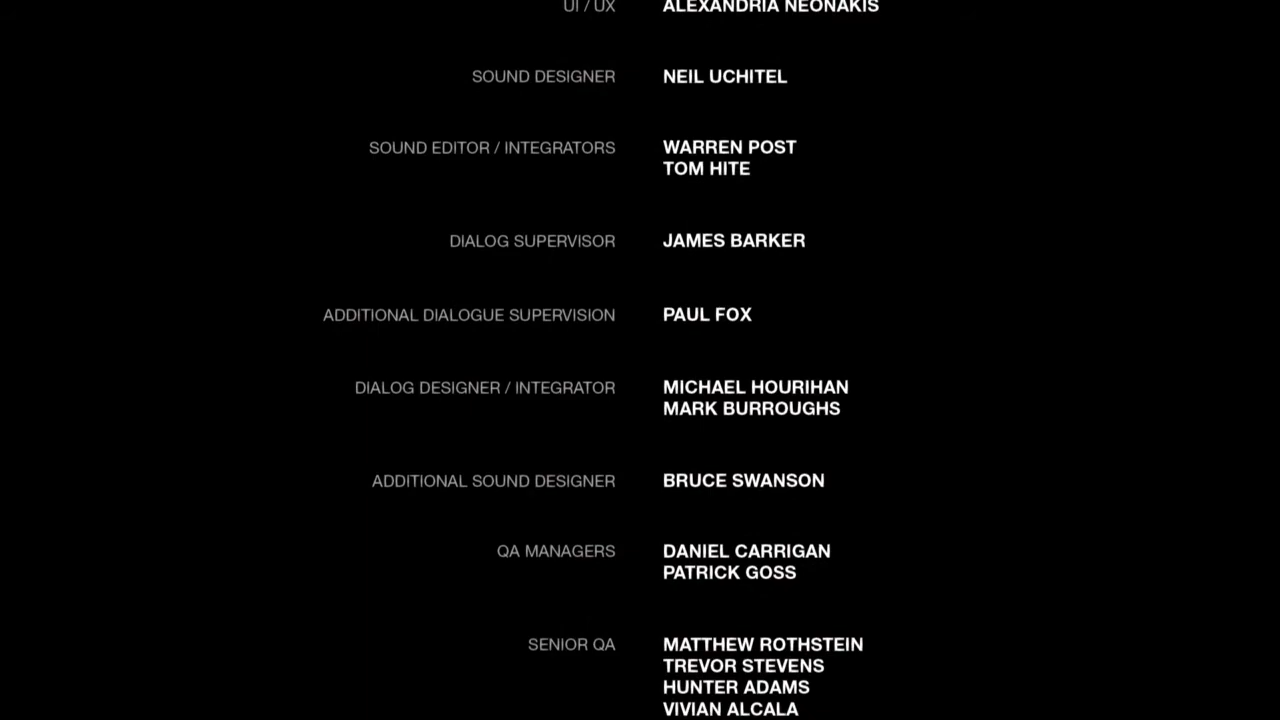 UI / UX ALEXANDRIA NEONAKIS
SOUND DESIGNER NEIL UCHITEL
SOUND EDITOR / INTEGRATORS WARREN POST
TOM HITE
DIALOG SUPERVISOR JAMES BARKER
ADDITIONAL DIALOGUE SUPERVISION PAUL FOX
DIALOG DESIGNER / INTEGRATOR MICHAEL HOURIHAN
MARK BURROUGHS
ADDITIONAL SOUND DESIGNER BRUCE SWANSON
QA MANAGERS DANIEL CARRIGAN
PATRICK GOSS
SENIOR QA MATTHEW ROTHSTEIN
TREVOR STEVENS
HUNTER ADAMS
VIVIAN ALCALA